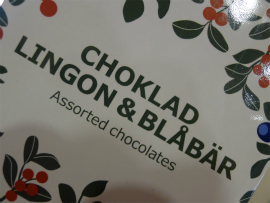 CHOKLAD
LINGON & BLÅBÄR
Assorted chocolates